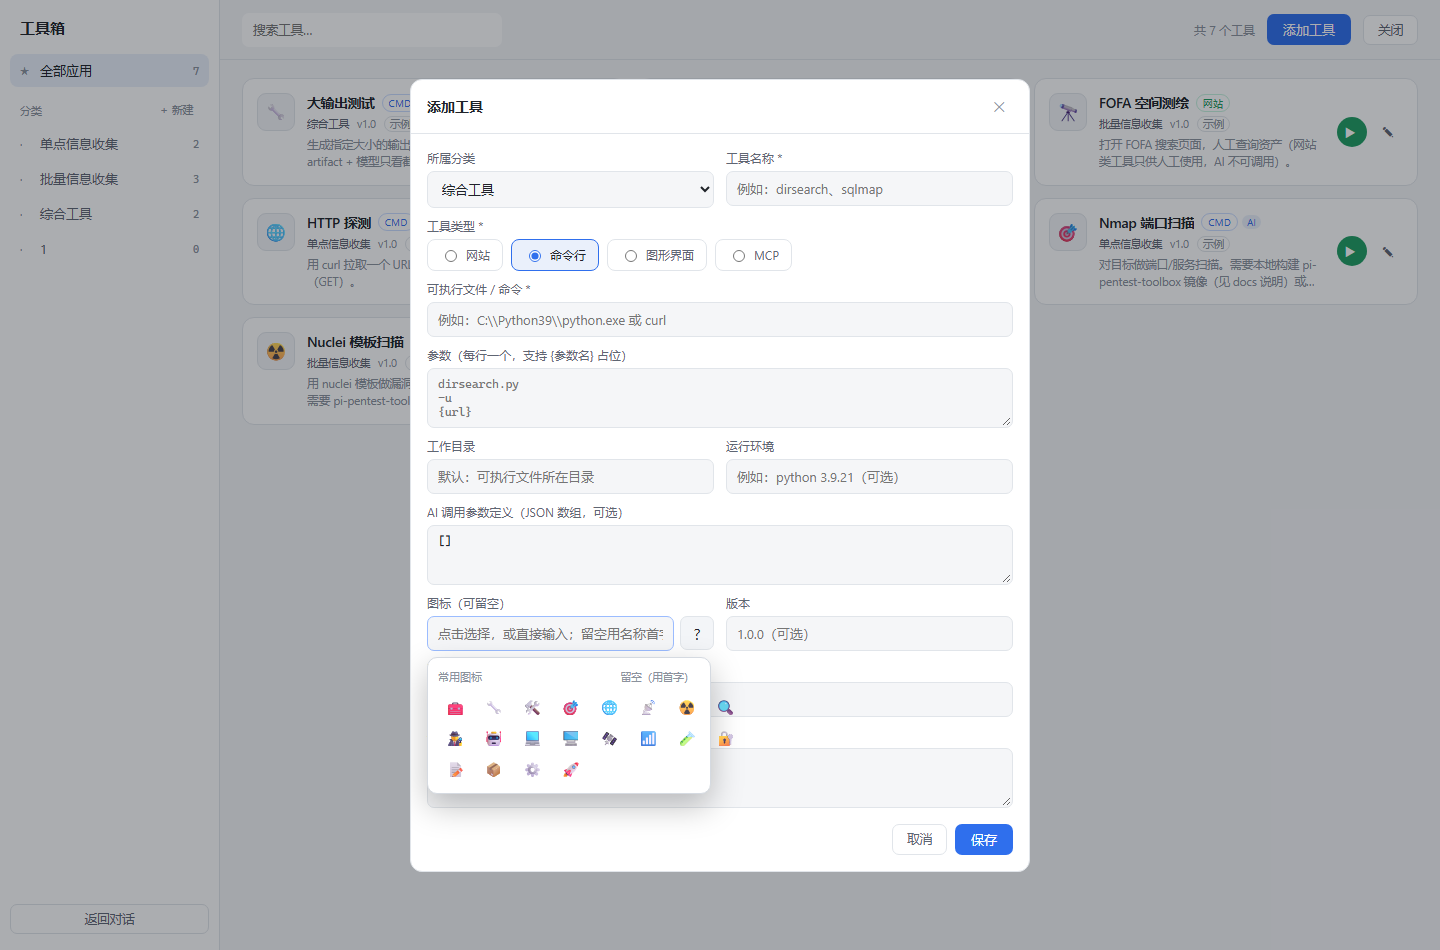 工具箱
★ 全部应用 7
分类 + 新建
· 单点信息收集 2
· 批量信息收集 3
· 综合工具 2
· 1 0
返回对话
搜索工具...
共 7 个工具 添加工具 关闭
大输出测试 CMD
综合工具 v1.0 示例
生成指定大小的输出
artifact + 模型只看截
HTTP 探测 CMD
单点信息收集 v1.0
用 curl 拉取一个 URL
（GET）。
Nuclei 模板扫描
批量信息收集 v1.0
用 nuclei 模板做漏洞
需要 pi-pentest-tool
FOFA 空间测绘 网站
批量信息收集 v1.0 示例
打开 FOFA 搜索页面，人工查询资产（网站
类工具只供人工使用，AI 不可调用）。
Nmap 端口扫描 CMD AI
单点信息收集 v1.0 示例
对目标做端口/服务扫描。需要本地构建 pi-
pentest-toolbox 镜像（见 docs 说明）或...
添加工具
所属分类
综合工具
工具名称 *
例如：dirsearch、sqlmap
工具类型 *
网站 命令行 图形界面 MCP
可执行文件 / 命令 *
例如：C:\\Python39\\python.exe 或 curl
参数（每行一个，支持 {参数名} 占位）
dirsearch.py
-u
{url}
工作目录
默认：可执行文件所在目录
运行环境
例如：python 3.9.21（可选）
AI 调用参数定义（JSON 数组，可选）
[]
图标（可留空）
点击选择，或直接输入；留空用名称首字
?
版本
1.0.0（可选）
常用图标 留空（用首字）
取消 保存